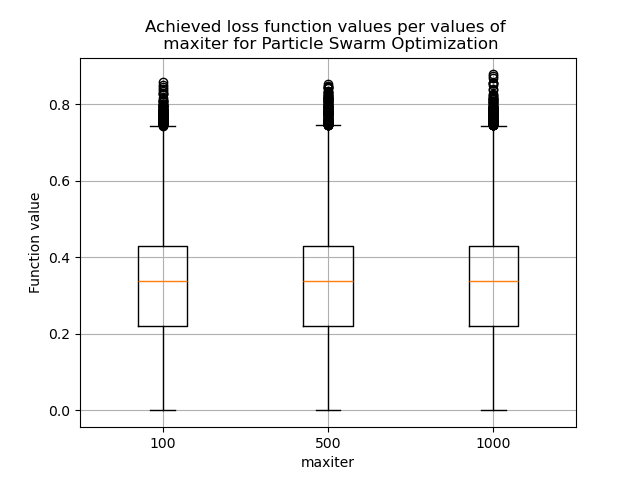 Achieved loss function values per values of
maxiter for Particle Swarm Optimization
0.8
0.6
0.4
0.2
0.0
Function value
100 500 1000
maxiter